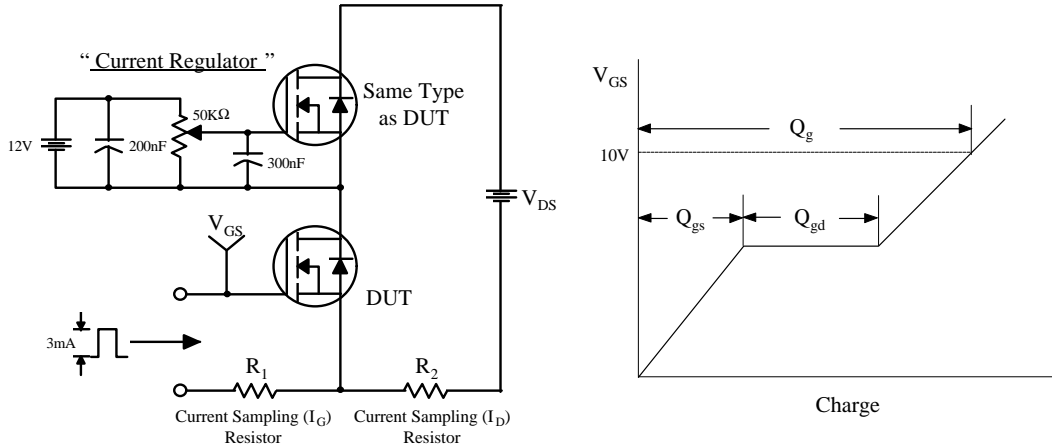 “ Current Regulator ”
Same Type
as DUT
50KΩ
12V
200nF
300nF
V_DS
V_GS
DUT
3mA
R_1
R_2
Current Sampling (I_G)
Resistor
Current Sampling (I_D)
Resistor
V_GS
Q_g
10V
Q_gs
Q_gd
Charge